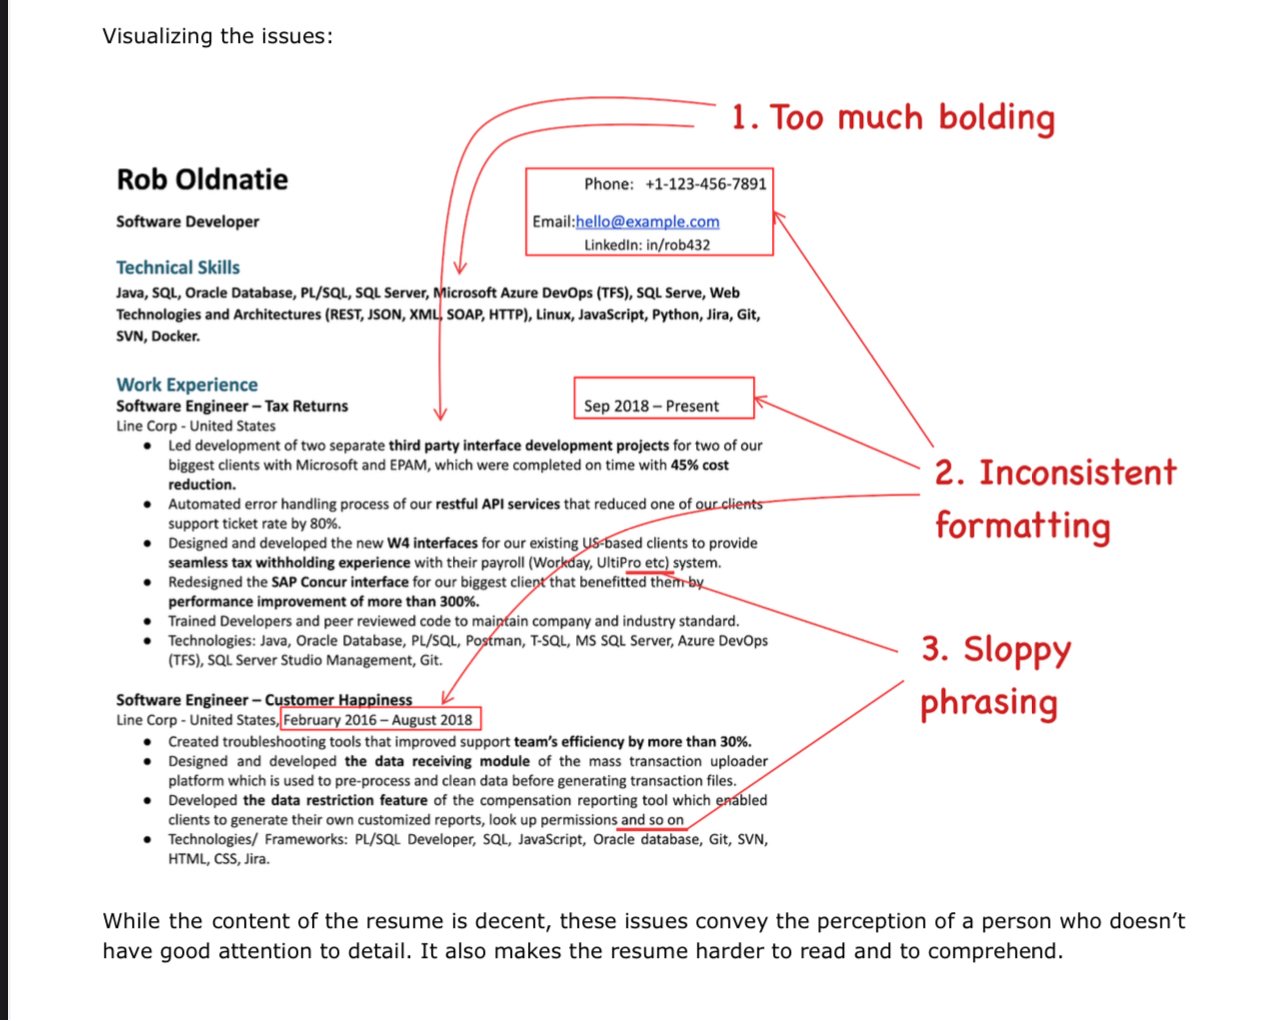 Visualizing the issues:
1. Too much bolding
Rob Oldnatie
Phone: +1-123-456-7891
Software Developer
Email:hello@example.com
LinkedIn: in/rob432
Technical Skills
Java, SQL, Oracle Database, PL/SQL, SQL Server, Microsoft Azure DevOps (TFS), SQL Serve, Web
Technologies and Architectures (REST, JSON, XML, SOAP, HTTP), Linux, JavaScript, Python, Jira, Git,
SVN, Docker.
Work Experience
Software Engineer – Tax Returns
Sep 2018 – Present
Line Corp - United States
● Led development of two separate third party interface development projects for two of our
biggest clients with Microsoft and EPAM, which were completed on time with 45% cost
reduction.
● Automated error handling process of our restful API services that reduced one of our clients
support ticket rate by 80%.
● Designed and developed the new W4 interfaces for our existing US-based clients to provide
seamless tax withholding experience with their payroll (Workday, UltiPro etc) system.
● Redesigned the SAP Concur interface for our biggest client that benefitted them by
performance improvement of more than 300%.
● Trained Developers and peer reviewed code to maintain company and industry standard.
● Technologies: Java, Oracle Database, PL/SQL, Postman, T-SQL, MS SQL Server, Azure DevOps
(TFS), SQL Server Studio Management, Git.
2. Inconsistent
formatting
3. Sloppy
phrasing
Software Engineer – Customer Happiness
Line Corp - United States, February 2016 – August 2018
● Created troubleshooting tools that improved support team's efficiency by more than 30%.
● Designed and developed the data receiving module of the mass transaction uploader
platform which is used to pre-process and clean data before generating transaction files.
● Developed the data restriction feature of the compensation reporting tool which enabled
clients to generate their own customized reports, look up permissions and so on
● Technologies/ Frameworks: PL/SQL Developer, SQL, JavaScript, Oracle database, Git, SVN,
HTML, CSS, Jira.
While the content of the resume is decent, these issues convey the perception of a person who doesn't
have good attention to detail. It also makes the resume harder to read and to comprehend.